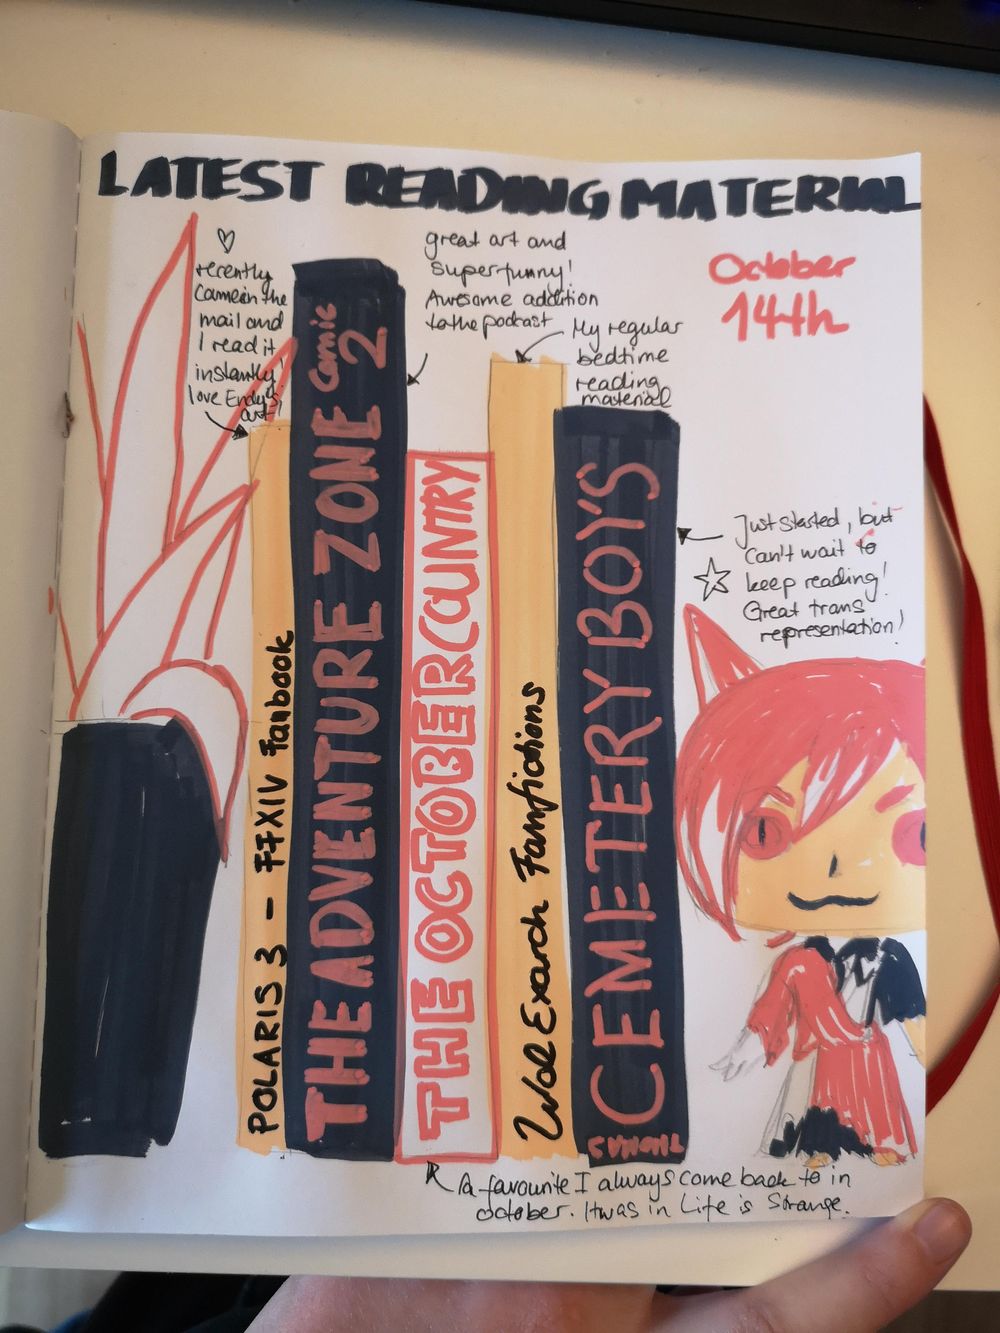 LATEST READING MATERIAL
October
14th
recently
Came in the
mail and
I read it
instantly!
love Endy's
art!
great art and
super funny!
Awesome addition
to the podcast
My regular
bedtime
reading
material
Just started, but
Can't wait to
keep reading!
Great trans
representation!
POLARIS 3 - FFXIV Fanbook
THE ADVENTURE ZONE Comic 2
THE OCTOBER COUNTRY
WolExarch Fanfictions
CEMETERY BOYS
A favourite I always come back to in
october. It was in Life is Strange.